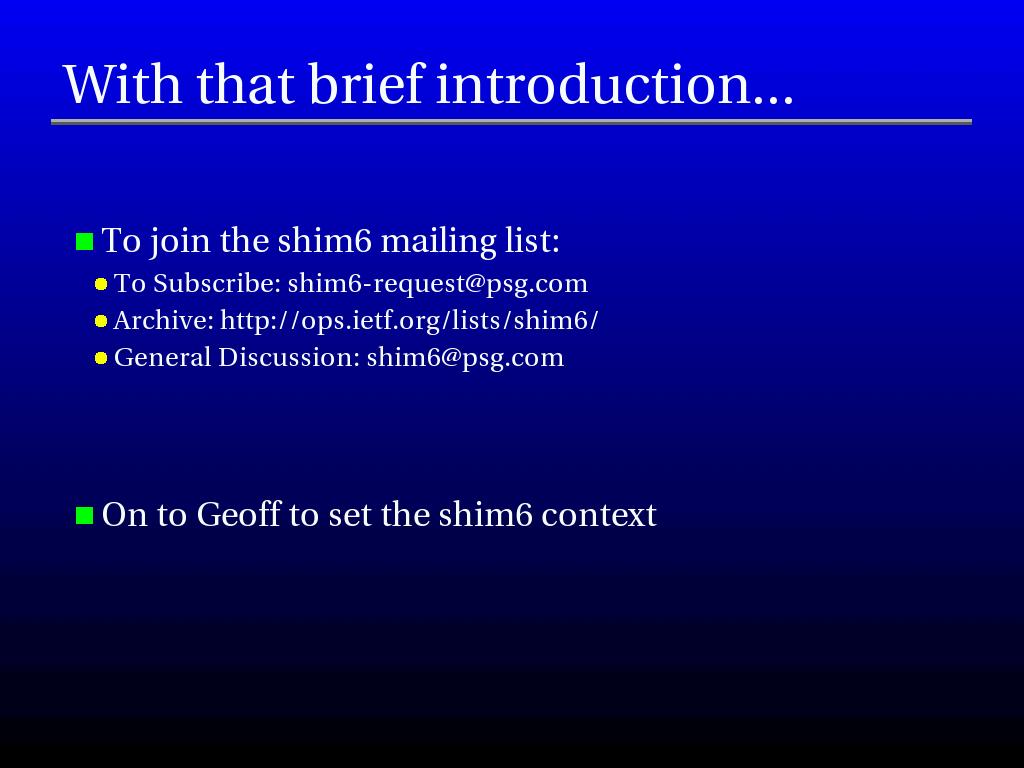 With that brief introduction...
To join the shim6 mailing list:
To Subscribe: shim6-request@psg.com
Archive: http://ops.ietf.org/lists/shim6/
General Discussion: shim6@psg.com
On to Geoff to set the shim6 context